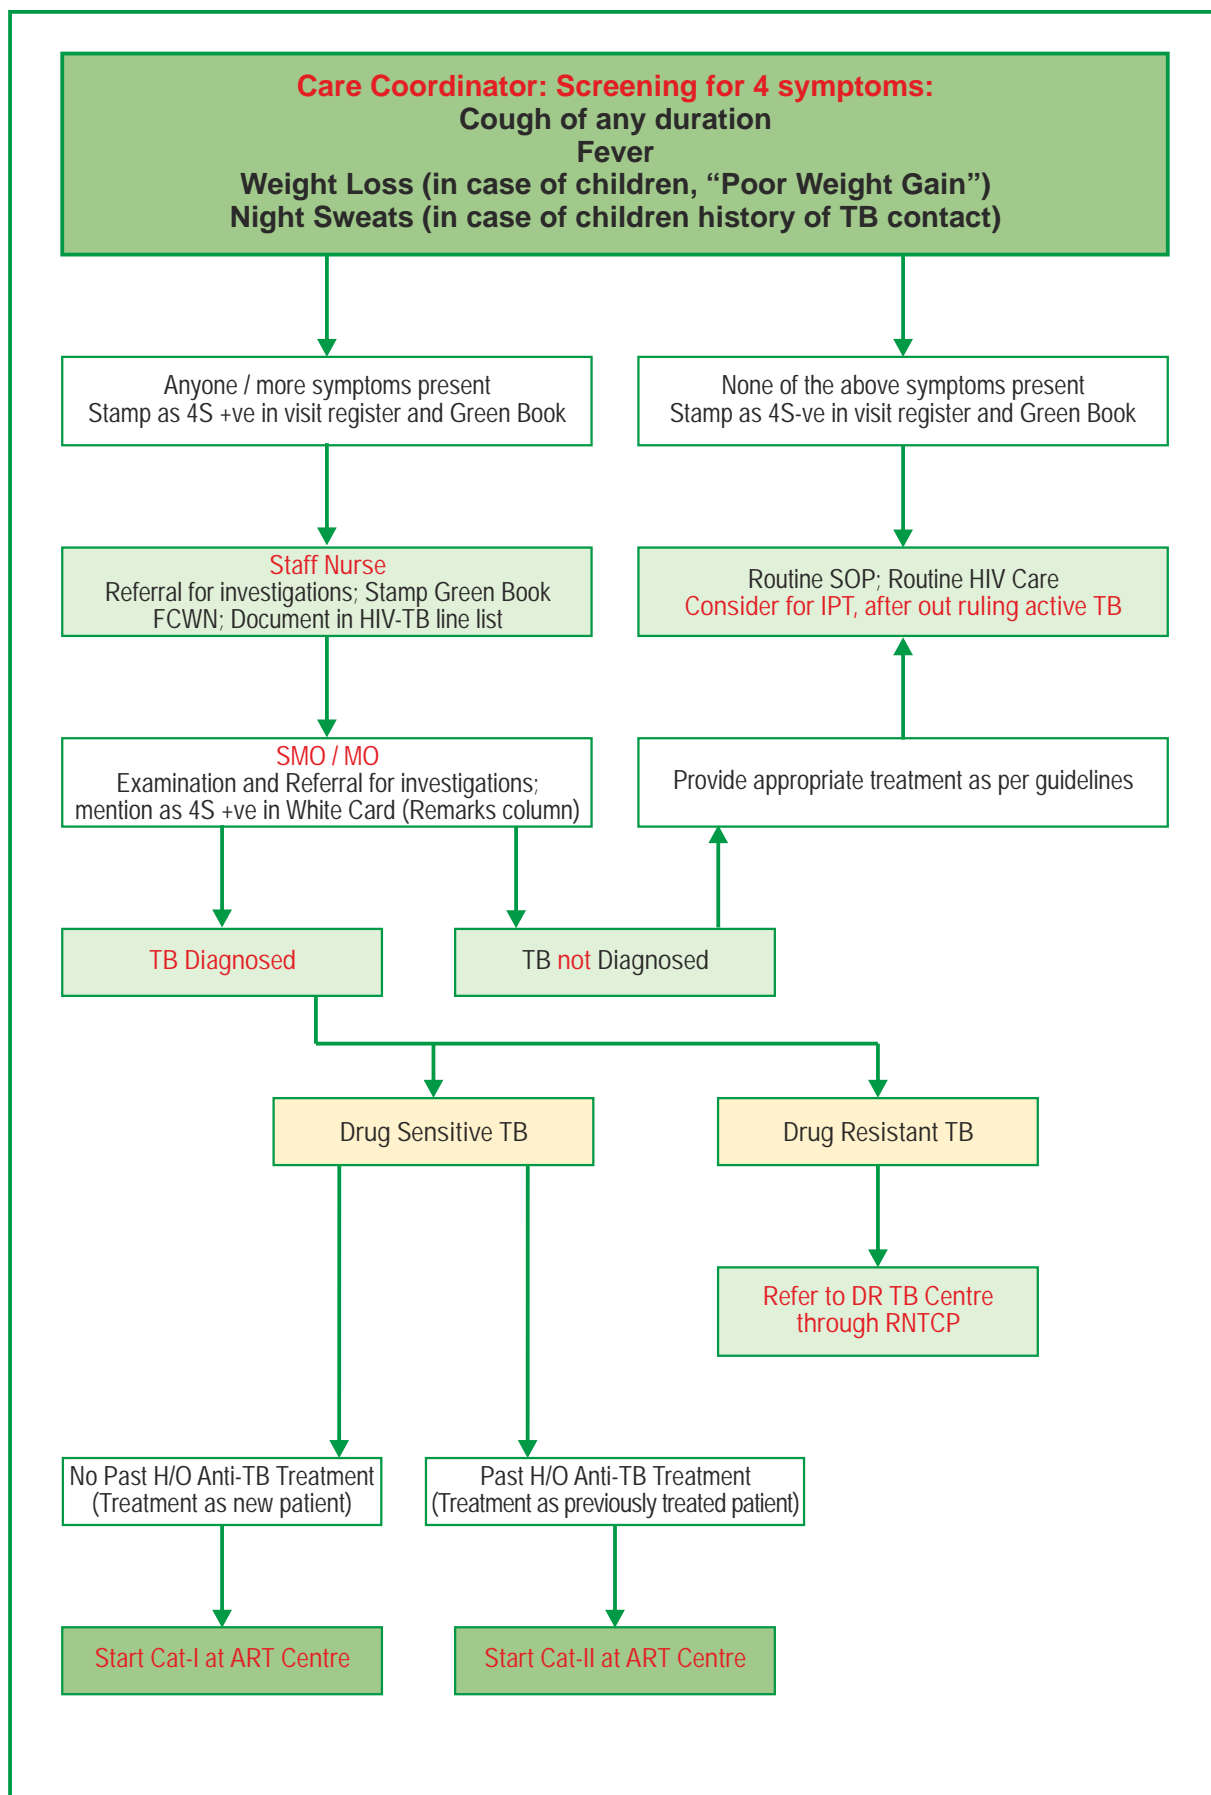 Care Coordinator: Screening for 4 symptoms:
Cough of any duration
Fever
Weight Loss (in case of children, “Poor Weight Gain”)
Night Sweats (in case of children history of TB contact)
Anyone / more symptoms present
Stamp as 4S +ve in visit register and Green Book
None of the above symptoms present
Stamp as 4S-ve in visit register and Green Book
Staff Nurse
Referral for investigations; Stamp Green Book
FCWN; Document in HIV-TB line list
Routine SOP; Routine HIV Care
Consider for IPT, after out ruling active TB
SMO / MO
Examination and Referral for investigations;
mention as 4S +ve in White Card (Remarks column)
Provide appropriate treatment as per guidelines
TB Diagnosed
TB not Diagnosed
Drug Sensitive TB
Drug Resistant TB
Refer to DR TB Centre
through RNTCP
No Past H/O Anti-TB Treatment
(Treatment as new patient)
Past H/O Anti-TB Treatment
(Treatment as previously treated patient)
Start Cat-I at ART Centre
Start Cat-II at ART Centre